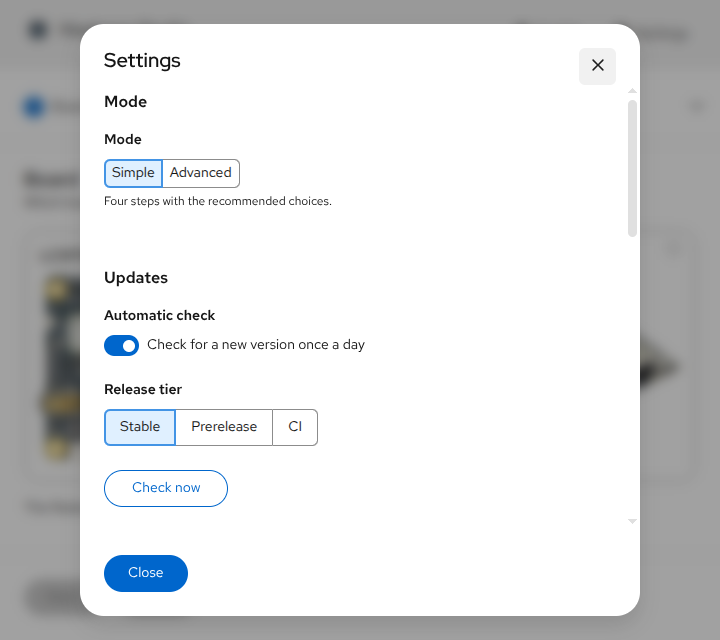 Settings
Mode
Mode
Simple
Advanced
Four steps with the recommended choices.
Updates
Automatic check
Check for a new version once a day
Release tier
Stable
Prerelease
CI
Check now
Close